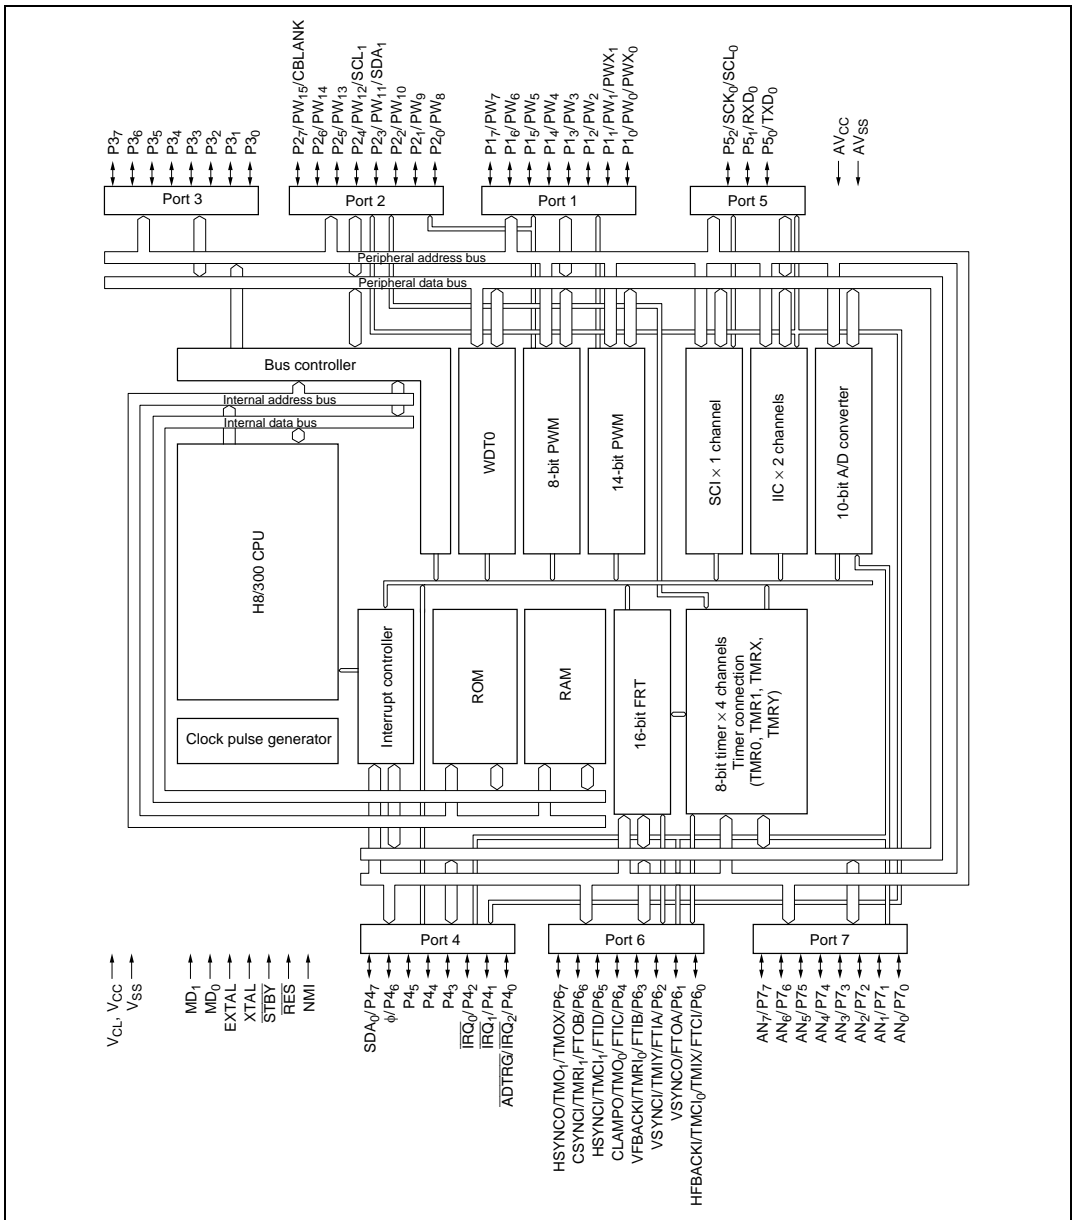 P3₇
P3₆
P3₅
P3₄
P3₃
P3₂
P3₁
P3₀
P2₇/PW₁₅/CBLANK
P2₆/PW₁₄
P2₅/PW₁₃
P2₄/PW₁₂/SCL₁
P2₃/PW₁₁/SDA₁
P2₂/PW₁₀
P2₁/PW₉
P2₀/PW₈
P1₇/PW₇
P1₆/PW₆
P1₅/PW₅
P1₄/PW₄
P1₃/PW₃
P1₂/PW₂
P1₁/PW₁/PWX₁
P1₀/PW₀/PWX₀
P5₂/SCK₀/SCL₀
P5₁/RXD₀
P5₀/TXD₀
AVCC
AVSS
Port 3
Port 2
Port 1
Port 5
Peripheral address bus
Peripheral data bus
Bus controller
Internal address bus
Internal data bus
H8/300 CPU
WDT0
8-bit PWM
14-bit PWM
SCI × 1 channel
IIC × 2 channels
10-bit A/D converter
Clock pulse generator
Interrupt controller
ROM
RAM
16-bit FRT
8-bit timer × 4 channels
Timer connection
(TMR0, TMR1, TMRX,
TMRY)
Port 4
Port 6
Port 7
VCL, VCC
VSS
MD₁
MD₀
EXTAL
XTAL
S̅T̅B̅Y̅
R̅E̅S̅
NMI
SDA₀/P4₇
ϕ/P4₆
P4₅
P4₄
P4₃
I̅R̅Q̅₀/P4₂
I̅R̅Q̅₁/P4₁
A̅D̅T̅R̅G̅/I̅R̅Q̅₂/P4₀
HSYNCO/TMO₁/TMOX/P6₇
CSYNCI/TMRI₁/FTOB/P6₆
HSYNCI/TMCI₁/FTID/P6₅
CLAMPO/TMO₀/FTIC/P6₄
VFBACKI/TMRI₀/FTIB/P6₃
VSYNCI/TMIY/FTIA/P6₂
VSYNCO/FTOA/P6₁
HFBACKI/TMCI₀/TMIX/FTCI/P6₀
AN₇/P7₇
AN₆/P7₆
AN₅/P7₅
AN₄/P7₄
AN₃/P7₃
AN₂/P7₂
AN₁/P7₁
AN₀/P7₀